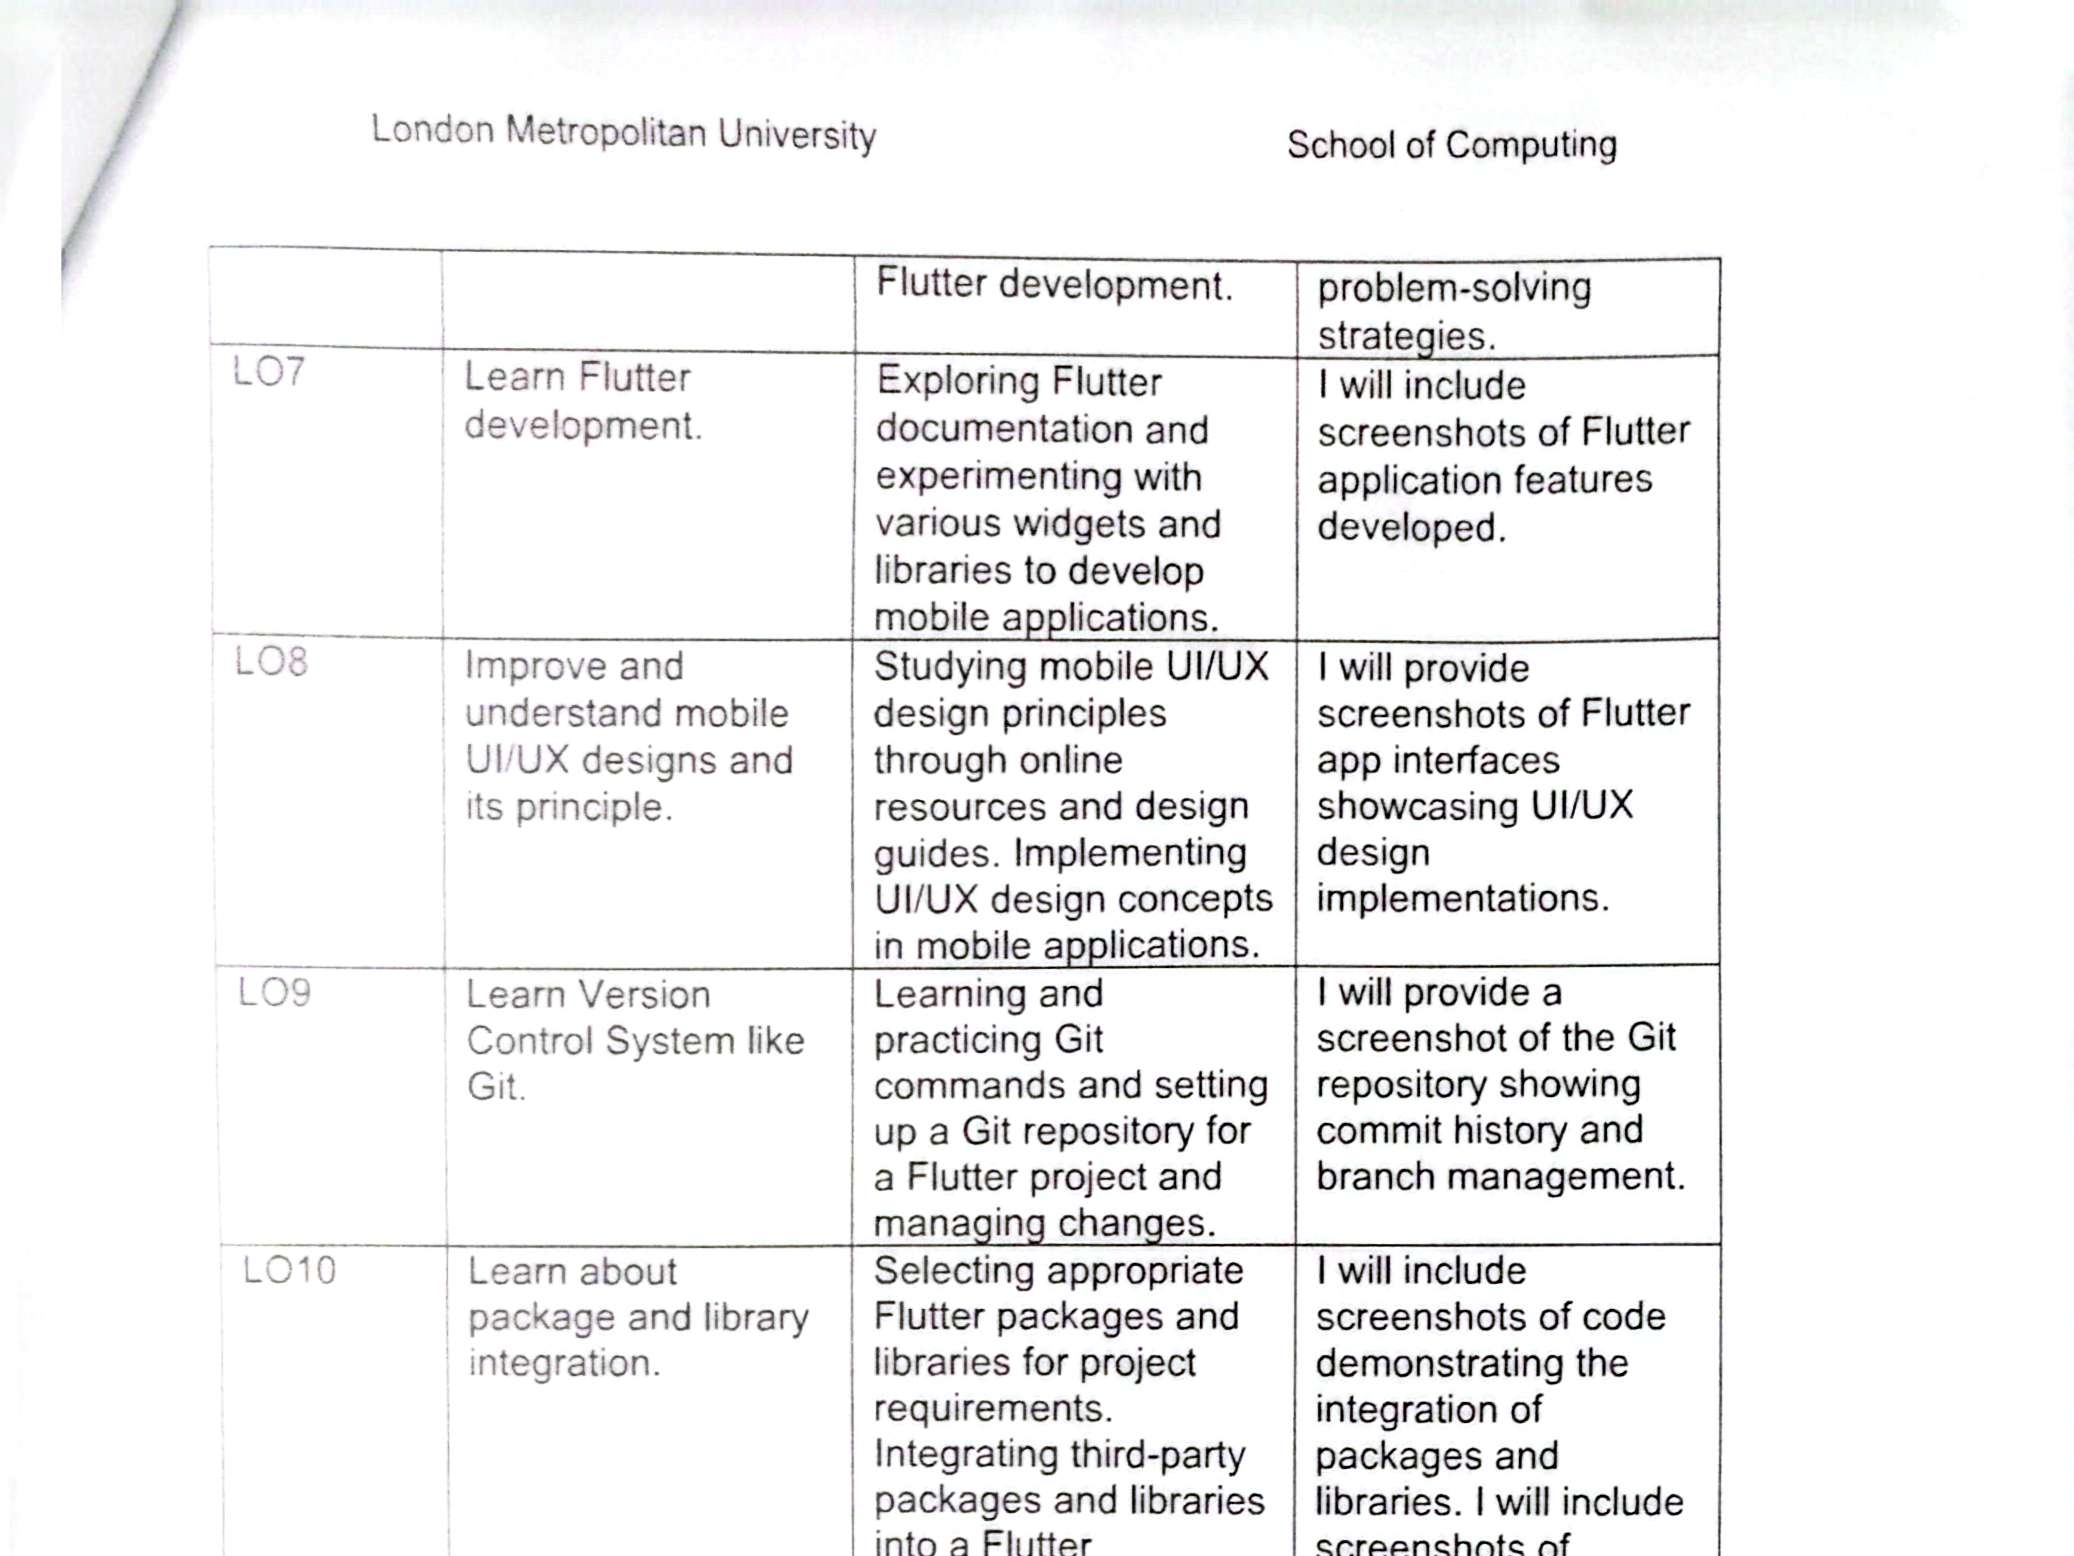 London Metropolitan University
School of Computing
Flutter development.
problem-solving
strategies.
LO7
Learn Flutter
development.
Exploring Flutter
documentation and
experimenting with
various widgets and
libraries to develop
mobile applications.
I will include
screenshots of Flutter
application features
developed.
LO8
Improve and
understand mobile
UI/UX designs and
its principle.
Studying mobile UI/UX
design principles
through online
resources and design
guides. Implementing
UI/UX design concepts
in mobile applications.
I will provide
screenshots of Flutter
app interfaces
showcasing UI/UX
design
implementations.
LO9
Learn Version
Control System like
Git.
Learning and
practicing Git
commands and setting
up a Git repository for
a Flutter project and
managing changes.
I will provide a
screenshot of the Git
repository showing
commit history and
branch management.
LO10
Learn about
package and library
integration.
Selecting appropriate
Flutter packages and
libraries for project
requirements.
Integrating third-party
packages and libraries
into a Flutter
I will include
screenshots of code
demonstrating the
integration of
packages and
libraries. I will include
screenshots of